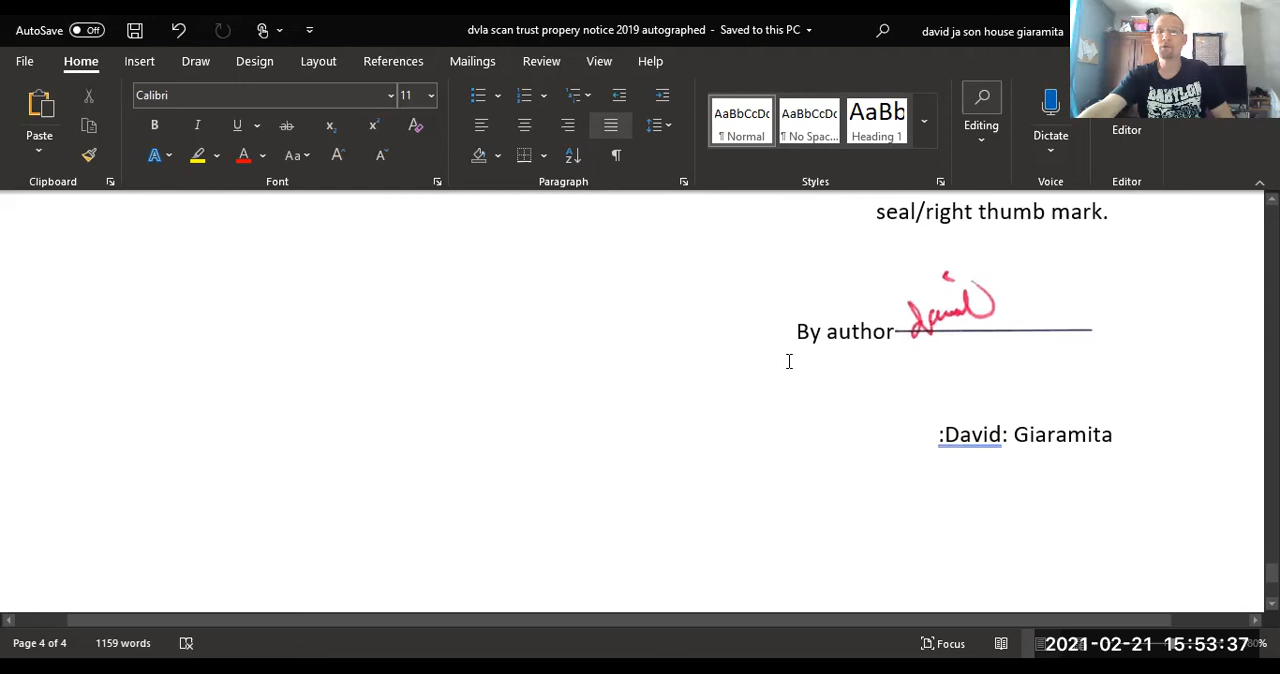 AutoSave Off
dvla scan trust propery notice 2019 autographed - Saved to this PC
david ja son house giaramita
File Home Insert Draw Design Layout References Mailings Review View Help
Paste
Clipboard
Calibri 11
Font
Paragraph
AaBbCcDc AaBbCcDc AaBb
¶ Normal ¶ No Spac... Heading 1
Styles
Editing
Dictate
Voice
Editor
Editor
BABYLON
seal/right thumb mark.
David
By author
:David: Giaramita
Page 4 of 4 1159 words
Focus
2021-02-21 15:53:37